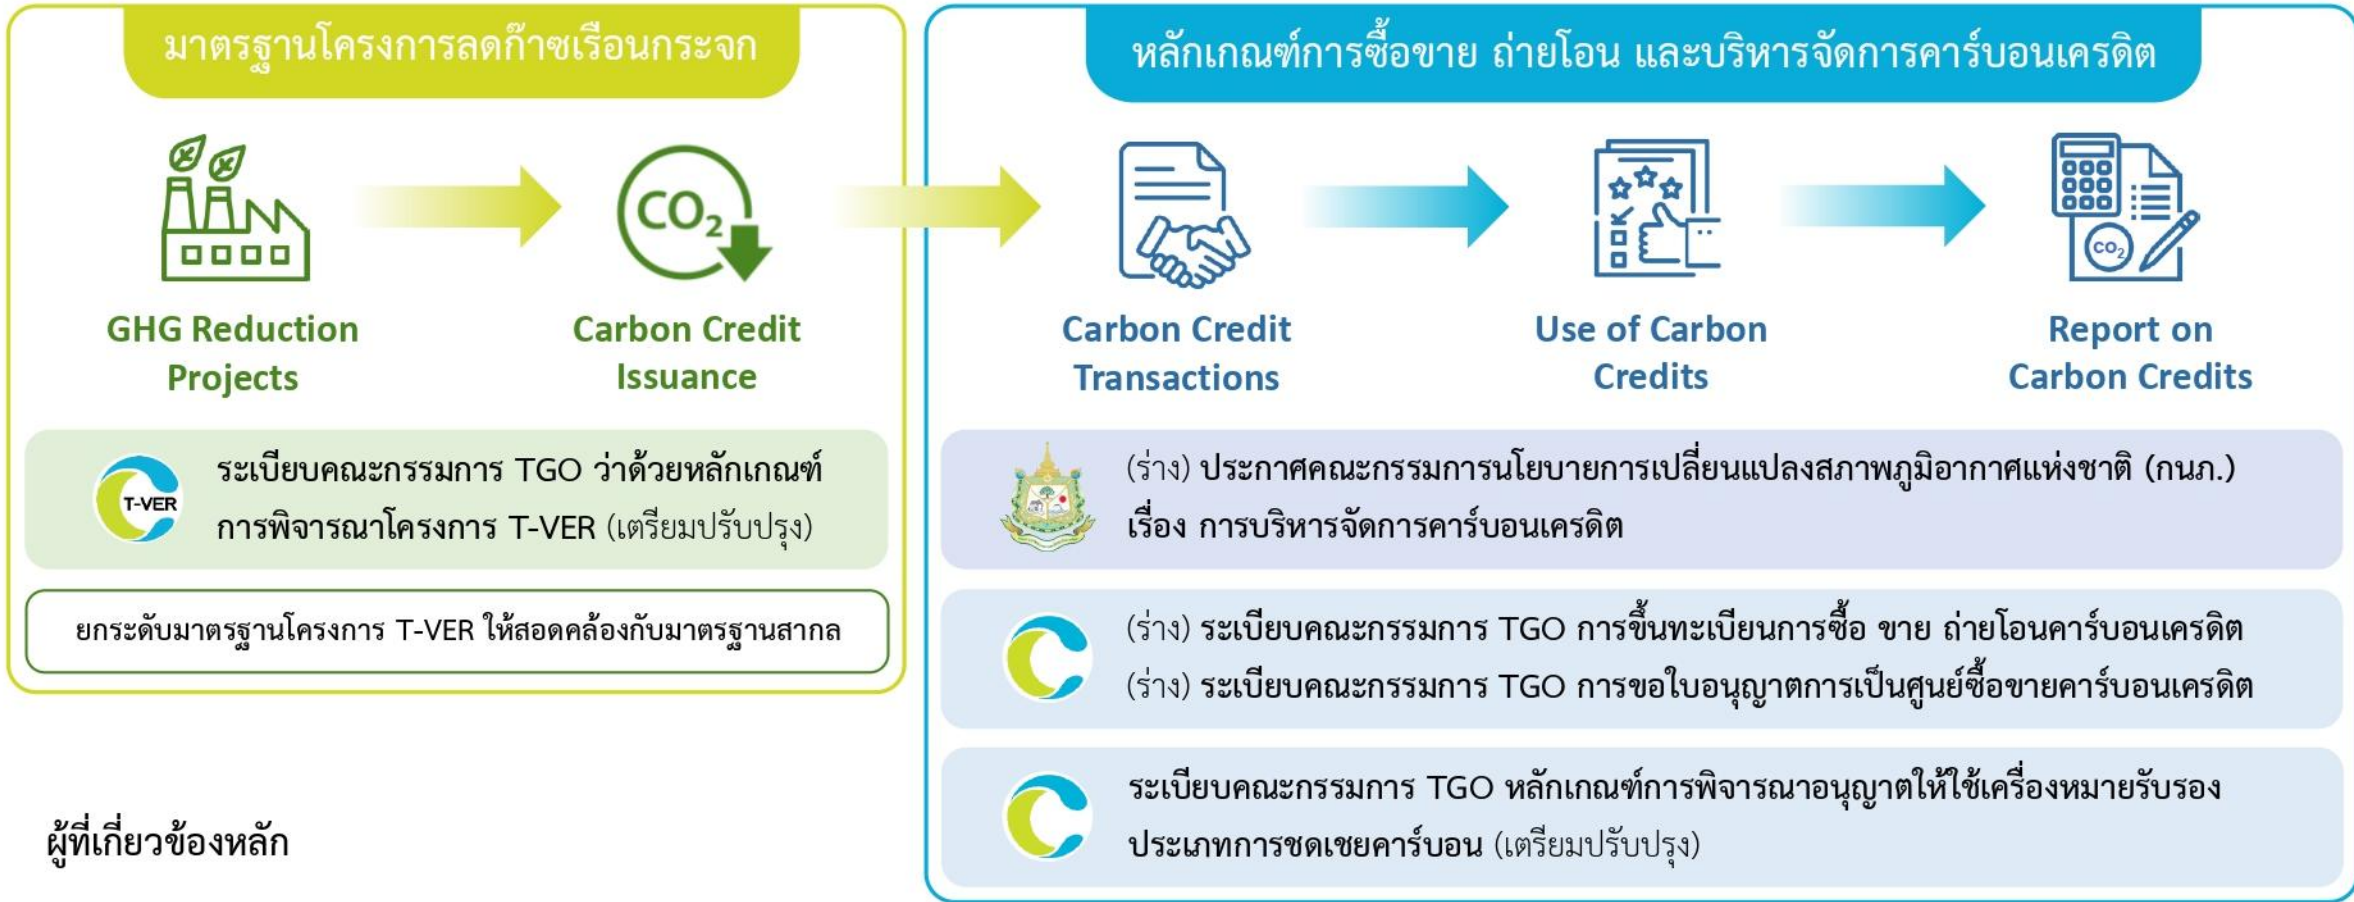 มาตรฐานโครงการลดก๊าซเรือนกระจก
GHG Reduction
Projects
CO₂
Carbon Credit
Issuance
T-VER
ระเบียบคณะกรรมการ TGO ว่าด้วยหลักเกณฑ์
การพิจารณาโครงการ T-VER (เตรียมปรับปรุง)
ยกระดับมาตรฐานโครงการ T-VER ให้สอดคล้องกับมาตรฐานสากล
ผู้ที่เกี่ยวข้องหลัก
หลักเกณฑ์การซื้อขาย ถ่ายโอน และบริหารจัดการคาร์บอนเครดิต
Carbon Credit
Transactions
Use of Carbon
Credits
CO₂
Report on
Carbon Credits
(ร่าง) ประกาศคณะกรรมการนโยบายการเปลี่ยนแปลงสภาพภูมิอากาศแห่งชาติ (กนภ.)
เรื่อง การบริหารจัดการคาร์บอนเครดิต
(ร่าง) ระเบียบคณะกรรมการ TGO การขึ้นทะเบียนการซื้อ ขาย ถ่ายโอนคาร์บอนเครดิต
(ร่าง) ระเบียบคณะกรรมการ TGO การขอใบอนุญาตการเป็นศูนย์ซื้อขายคาร์บอนเครดิต
ระเบียบคณะกรรมการ TGO หลักเกณฑ์การพิจารณาอนุญาตให้ใช้เครื่องหมายรับรอง
ประเภทการชดเชยคาร์บอน (เตรียมปรับปรุง)